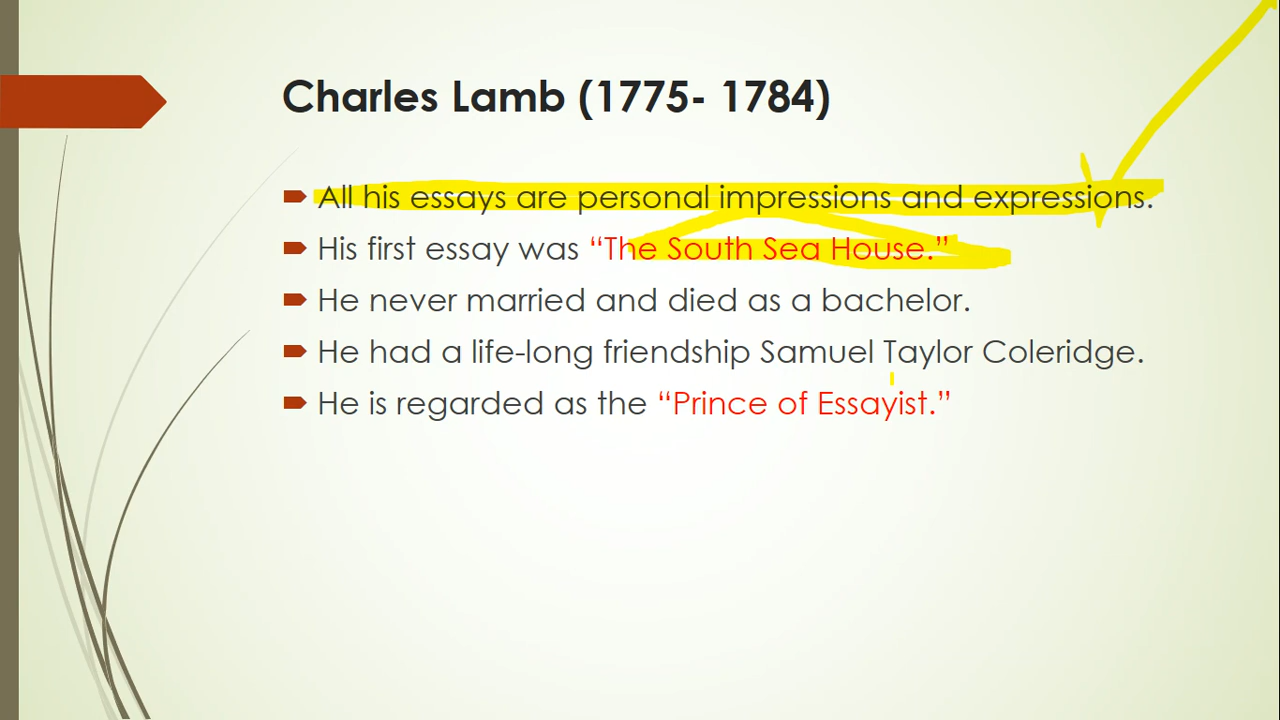 Charles Lamb (1775- 1784)
All his essays are personal impressions and expressions.
His first essay was “The South Sea House.”
He never married and died as a bachelor.
He had a life-long friendship Samuel Taylor Coleridge.
He is regarded as the “Prince of Essayist.”